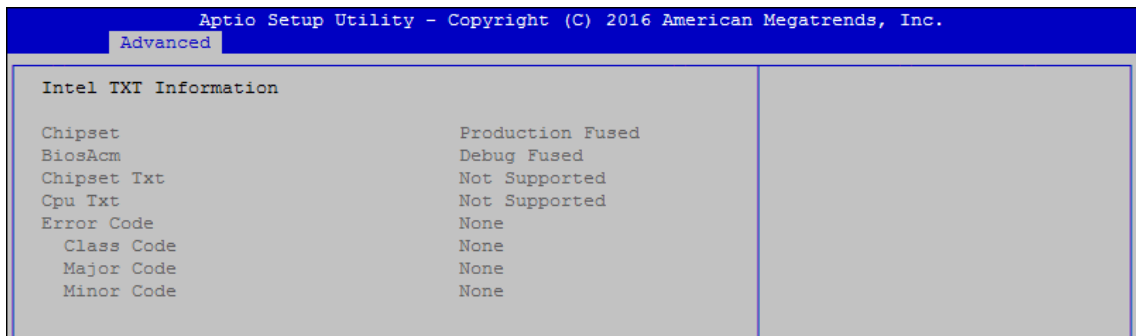 Aptio Setup Utility – Copyright (C) 2016 American Megatrends, Inc.
Advanced
Intel TXT Information
Chipset Production Fused
BiosAcm Debug Fused
Chipset Txt Not Supported
Cpu Txt Not Supported
Error Code None
Class Code None
Major Code None
Minor Code None